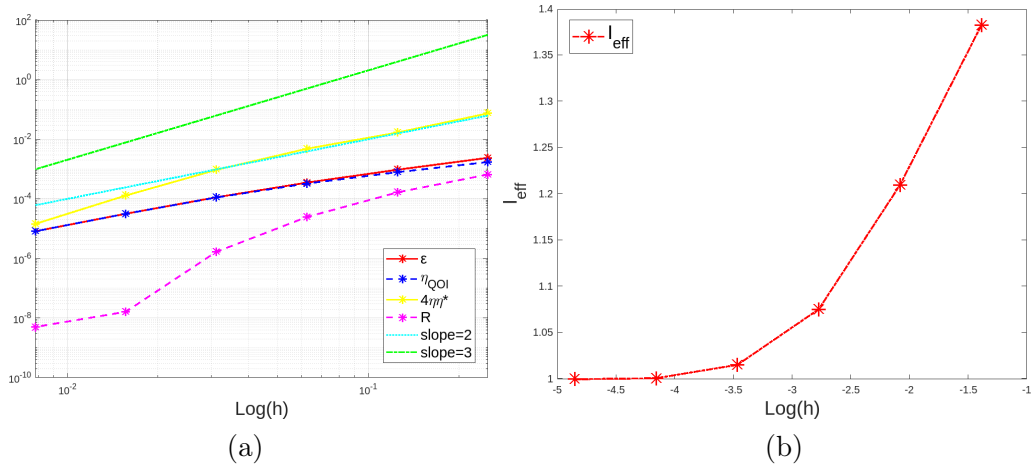 10^2
10^0
10^-2
10^-4
10^-6
10^-8
10^-10
10^-2
10^-1
Log(h)
ε
η_QOI
4ηη*
R
slope=2
slope=3
(a)
1.4
1.35
1.3
1.25
1.2
1.15
1.1
1.05
1
I_eff
I_eff
-5
-4.5
-4
-3.5
-3
-2.5
-2
-1.5
-1
Log(h)
(b)